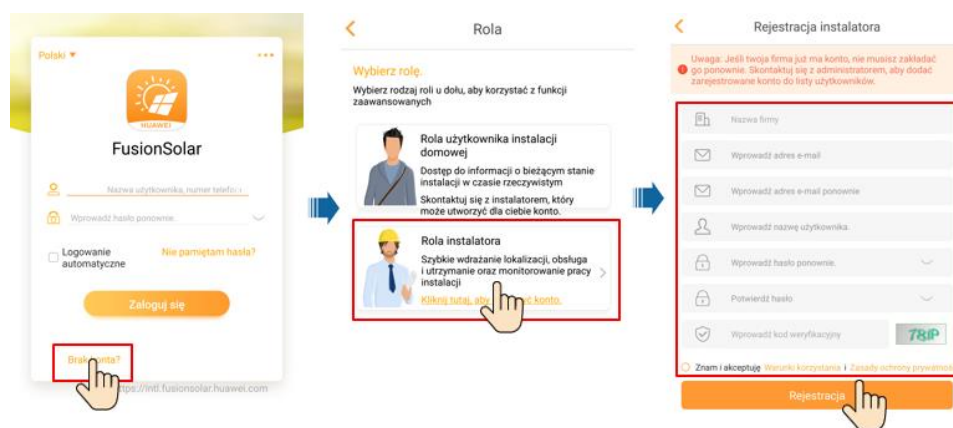 Polski
HUAWEI
FusionSolar
Nazwa użytkownika, numer telefon
Wprowadź hasło ponownie.
Logowanie
automatyczne
Nie pamiętam hasła?
Zaloguj się
Brak konta?
https://intl.fusionsolar.huawei.com
Rola
Wybierz rolę.
Wybierz rodzaj roli u dołu, aby korzystać z funkcji
zaawansowanych
Rola użytkownika instalacji
domowej
Dostęp do informacji o bieżącym stanie
instalacji w czasie rzeczywistym
Skontaktuj się z instalatorem, który
może utworzyć dla ciebie konto.
Rola instalatora
Szybkie wdrażanie lokalizacji, obsługa
i utrzymanie oraz monitorowanie pracy
instalacji
Kliknij tutaj, aby konto.
Rejestracja instalatora
Uwaga: Jeśli twoja firma już ma konto, nie musisz zakładać
go ponownie. Skontaktuj się z administratorem, aby dodać
zarejestrowane konto do listy użytkowników.
Nazwa firmy
Wprowadź adres e-mail
Wprowadź adres e-mail ponownie
Wprowadź nazwę użytkownika.
Wprowadź hasło ponownie.
Potwierdź hasło
Wprowadź kod weryfikacyjny
Znam i akceptuję Warunki korzystania i Zasady ochrony prywatnoś
Rejestracja